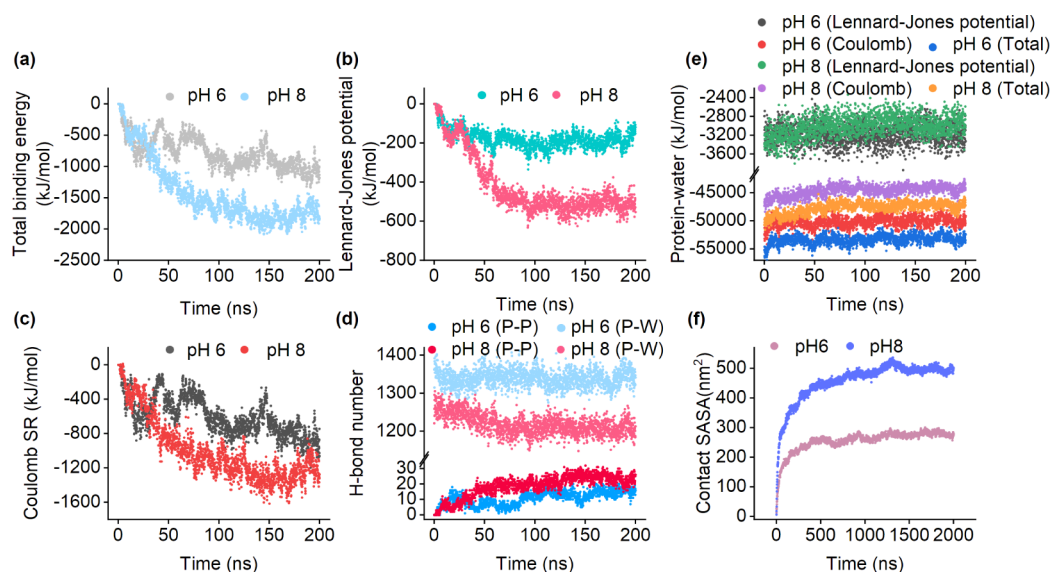 (a)
pH 6 pH 8
Total binding energy
(kJ/mol)
0
-500
-1000
-1500
-2000
-2500
0 50 100 150 200
Time (ns)
(b)
pH 6 pH 8
Lennard-Jones potential
(kJ/mol)
0
-200
-400
-600
-800
0 50 100 150 200
Time (ns)
(e)
pH 6 (Lennard-Jones potential)
pH 6 (Coulomb) pH 6 (Total)
pH 8 (Lennard-Jones potential)
pH 8 (Coulomb) pH 8 (Total)
Protein-water (kJ/mol)
-2400
-2800
-3200
-3600
-45000
-50000
-55000
0 50 100 150 200
Time (ns)
(c)
pH 6 pH 8
Coulomb SR (kJ/mol)
0
-400
-800
-1200
-1600
0 50 100 150 200
Time (ns)
(d)
pH 6 (P-P) pH 6 (P-W)
pH 8 (P-P) pH 8 (P-W)
H-bond number
1400
1300
1200
30
20
10
0
0 50 100 150 200
Time (ns)
(f)
pH6 pH8
Contact SASA(nm²)
500
400
300
200
100
0
0 500 1000 1500 2000
Time (ns)